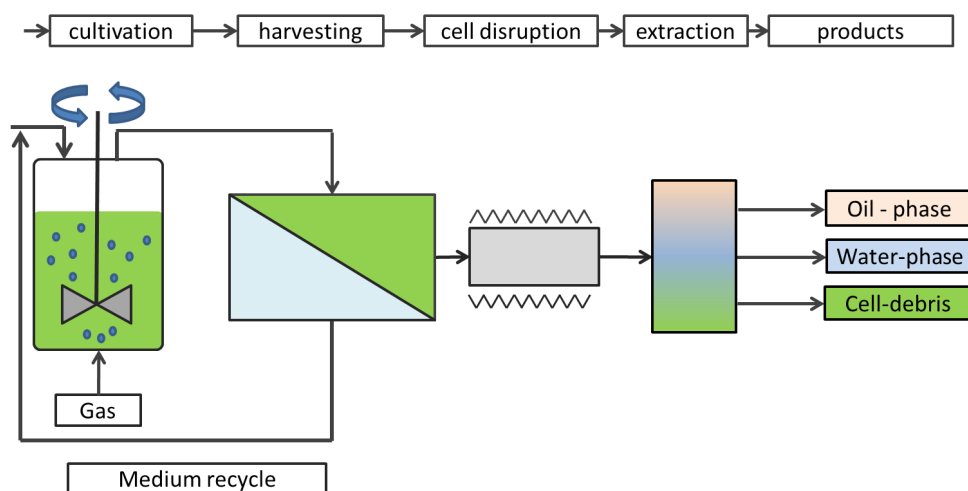 cultivation
harvesting
cell disruption
extraction
products
Oil - phase
Water-phase
Cell-debris
Gas
Medium recycle